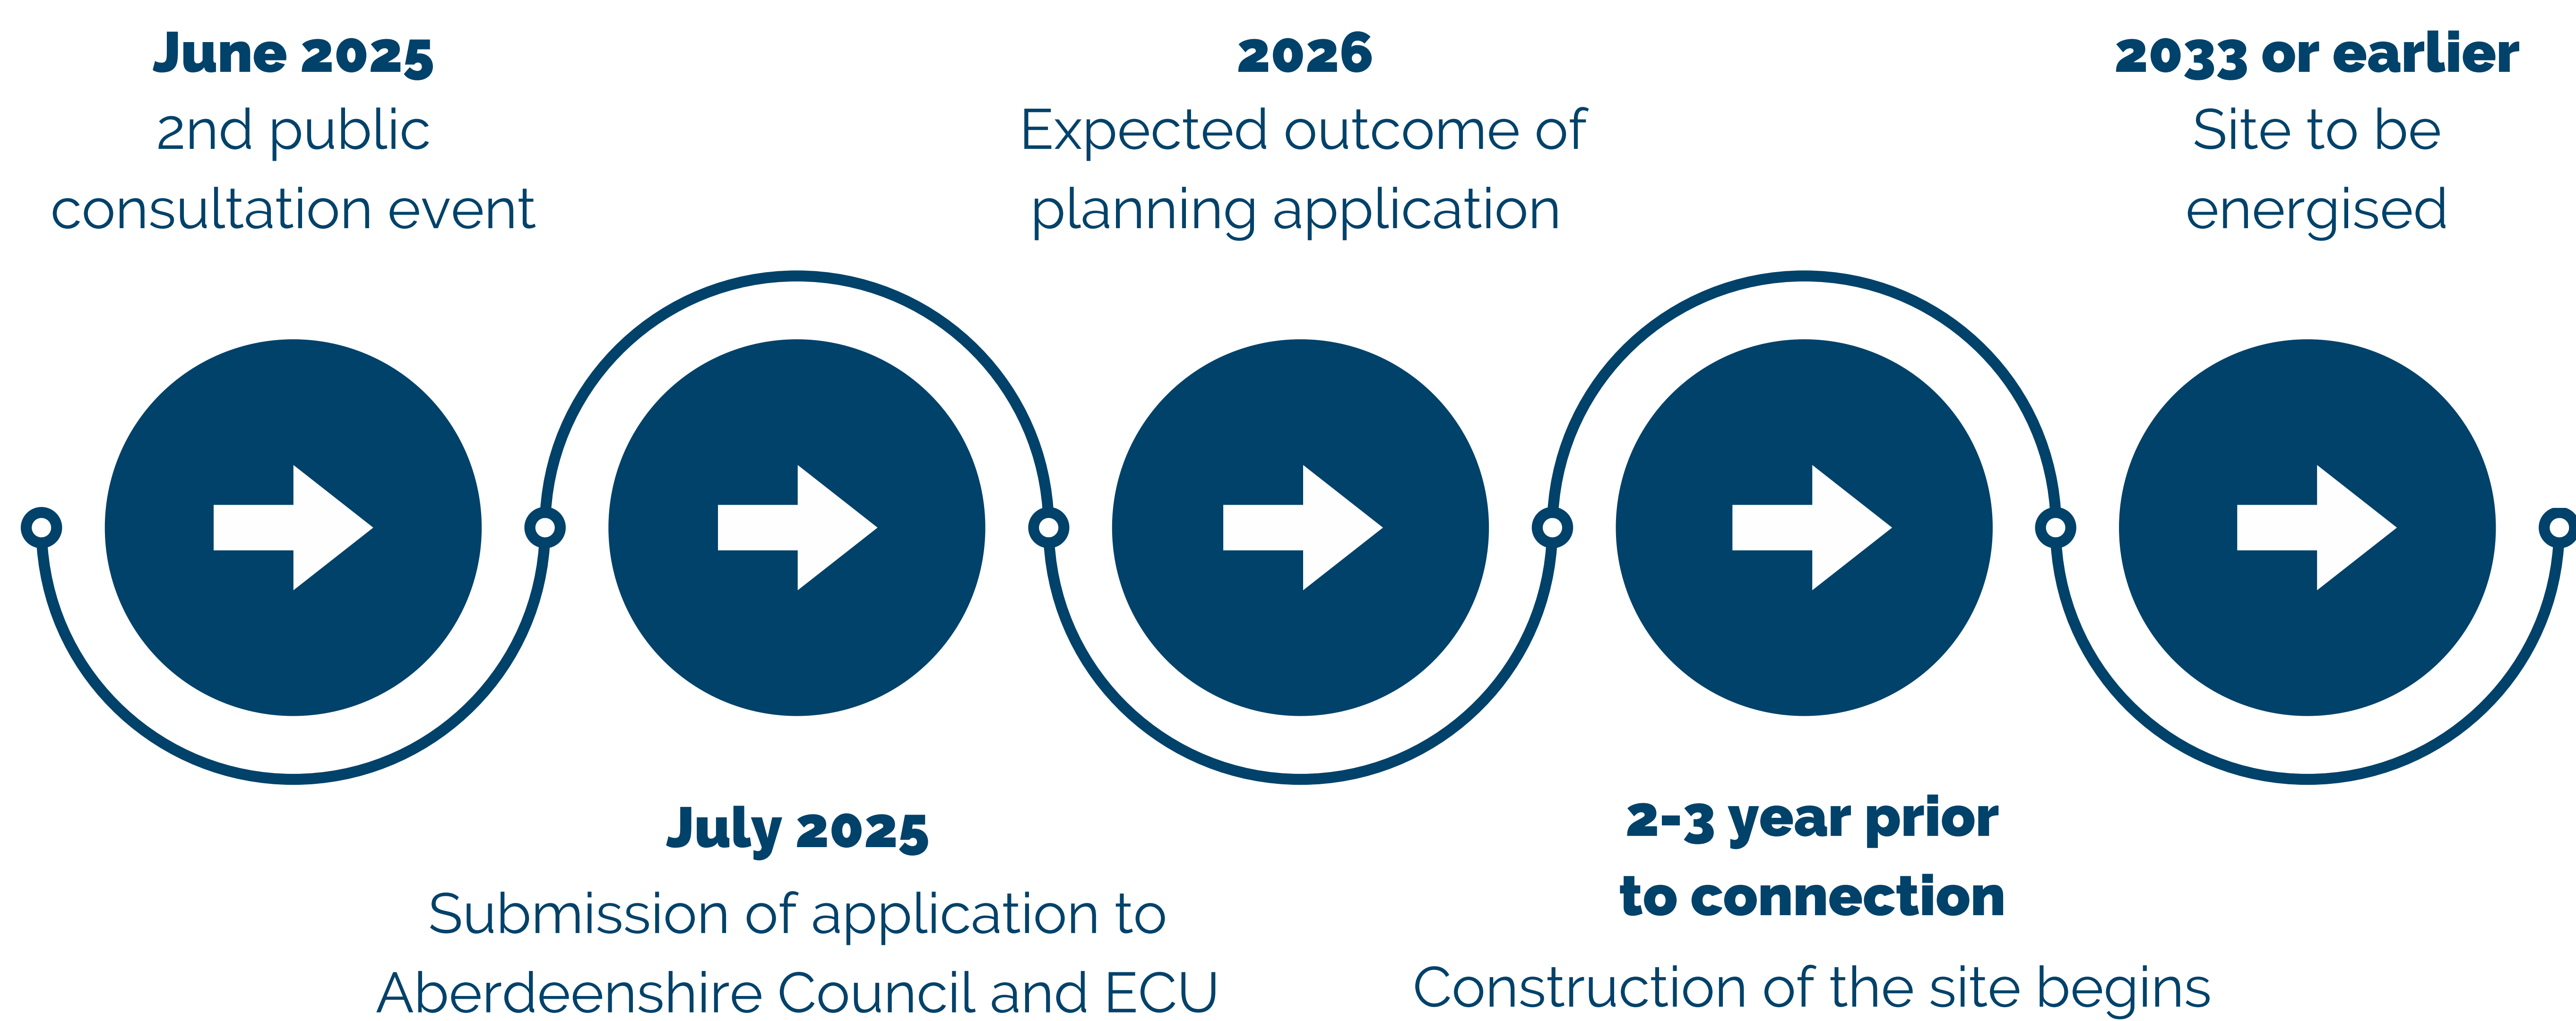 June 2025
2nd public
consultation event
July 2025
Submission of application to
Aberdeenshire Council and ECU
2026
Expected outcome of
planning application
2-3 year prior
to connection
Construction of the site begins
2033 or earlier
Site to be
energised